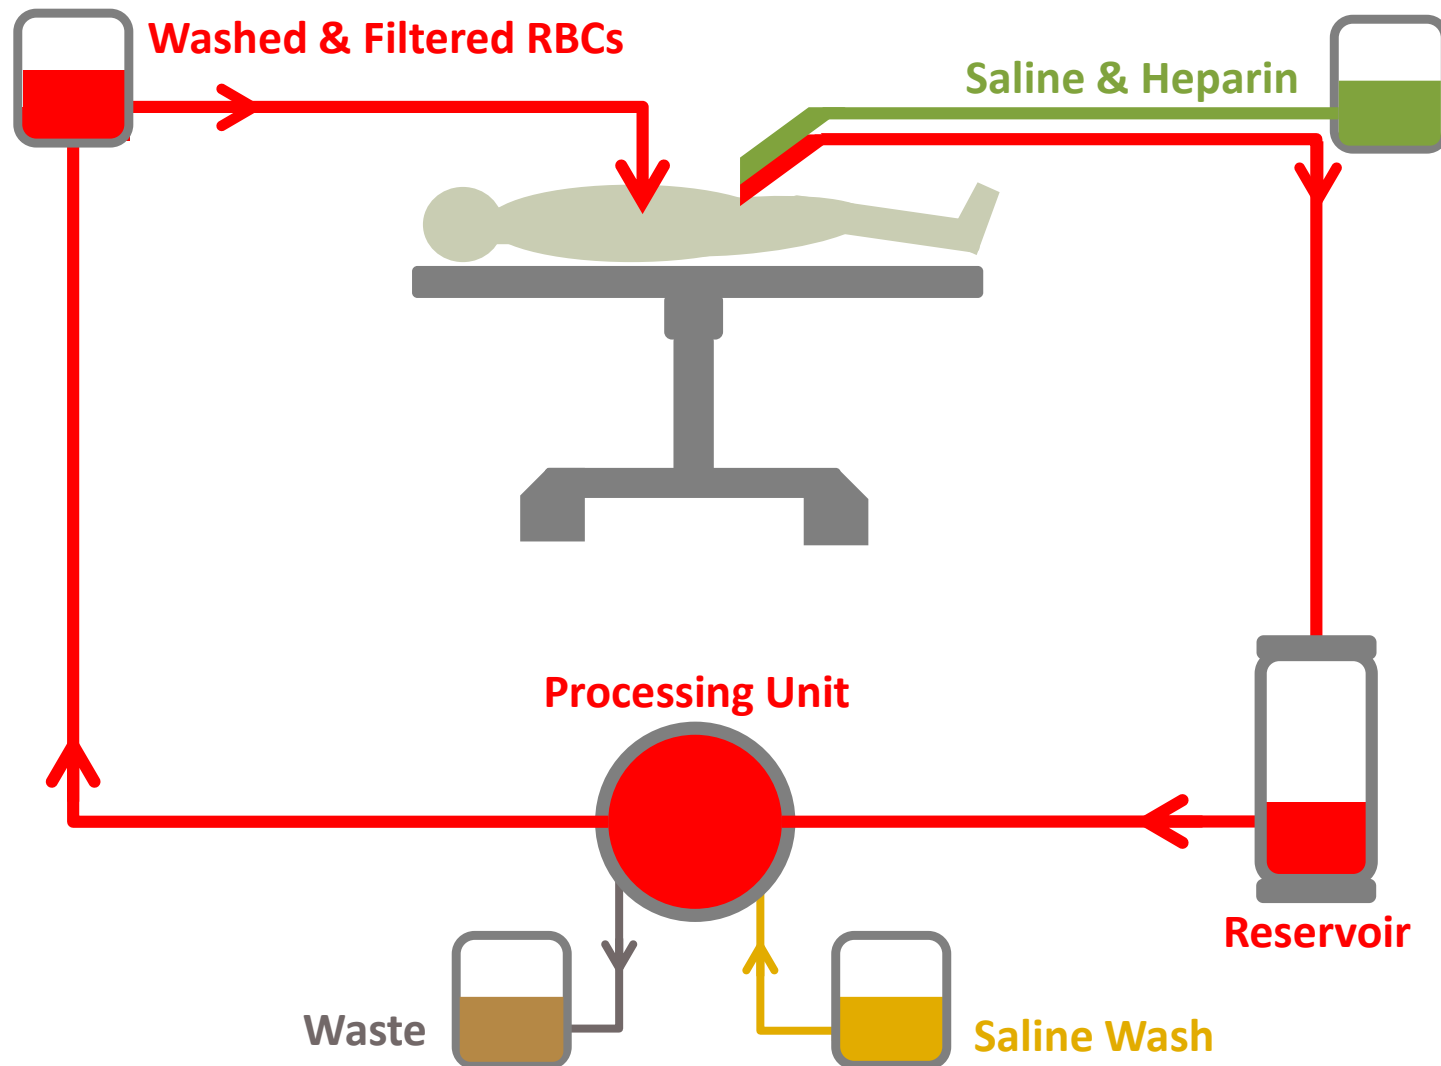 Washed & Filtered RBCs
Saline & Heparin
Processing Unit
Reservoir
Waste
Saline Wash